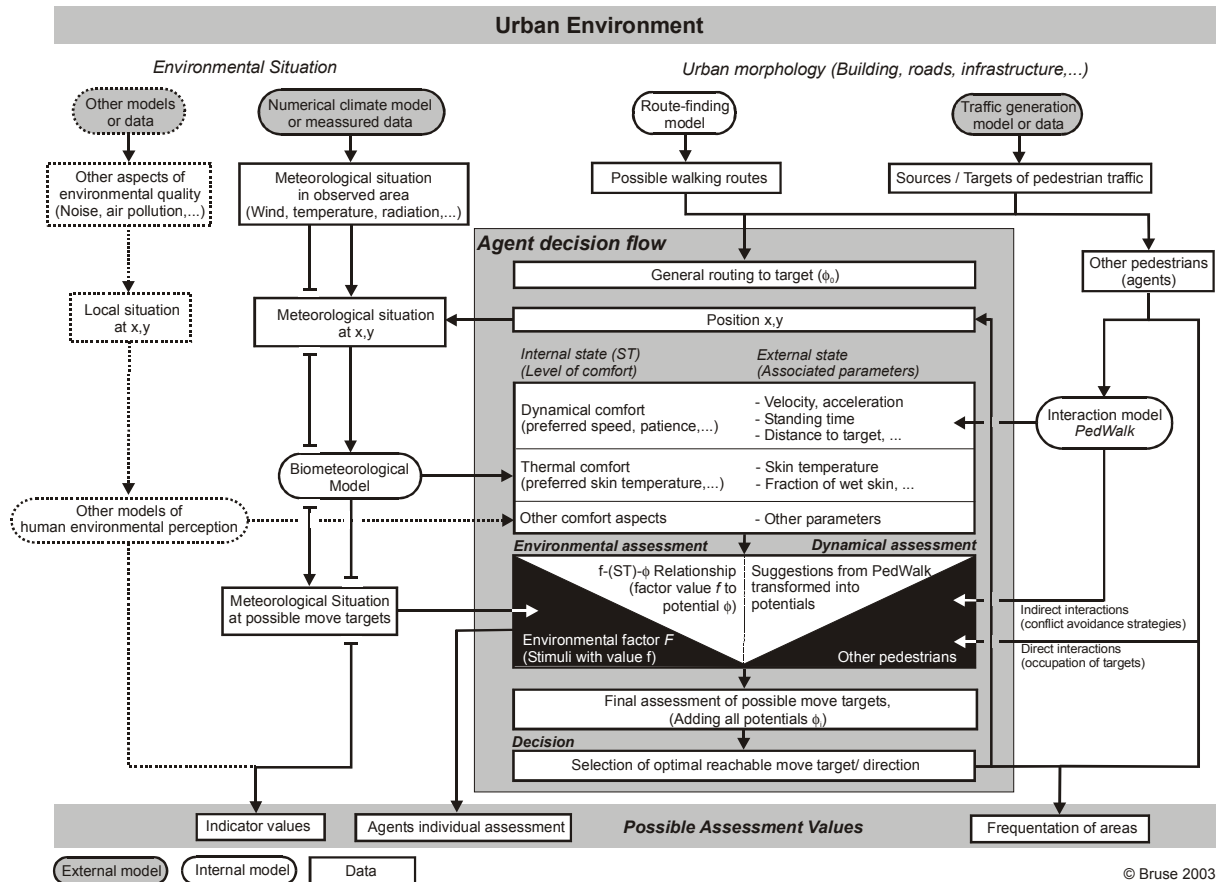 Urban Environment
Environmental Situation
Urban morphology (Building, roads, infrastructure,...)
Other models
or data
Numerical climate model
or meassured data
Route-finding
model
Traffic generation
model or data
Other aspects of
environmental quality
(Noise, air pollution,...)
Meteorological situation
in observed area
(Wind, temperature, radiation,...)
Possible walking routes
Sources / Targets of pedestrian traffic
Agent decision flow
General routing to target (ϕ₀)
Other pedestrians
(agents)
Local situation
at x,y
Meteorological situation
at x,y
Position x,y
Internal state (ST)
(Level of comfort)
External state
(Associated parameters)
Dynamical comfort
(preferred speed, patience,...)
- Velocity, acceleration
- Standing time
- Distance to target, ...
Interaction model
PedWalk
Biometeorological
Model
Thermal comfort
(preferred skin temperature,...)
- Skin temperature
- Fraction of wet skin, ...
Other models of
human environmental perception
Other comfort aspects
- Other parameters
Environmental assessment
Dynamical assessment
f-(ST)-ϕ Relationship
(factor value f to
potential ϕ)
Suggestions from PedWalk
transformed into
potentials
Meteorological Situation
at possible move targets
Environmental factor F
(Stimuli with value f)
Other pedestrians
Indirect interactions
(conflict avoidance strategies)
Direct interactions
(occupation of targets)
Final assessment of possible move targets,
(Adding all potentials ϕᵢ)
Decision
Selection of optimal reachable move target/ direction
Indicator values
Agents individual assessment
Possible Assessment Values
Frequentation of areas
External model
Internal model
Data
© Bruse 2003